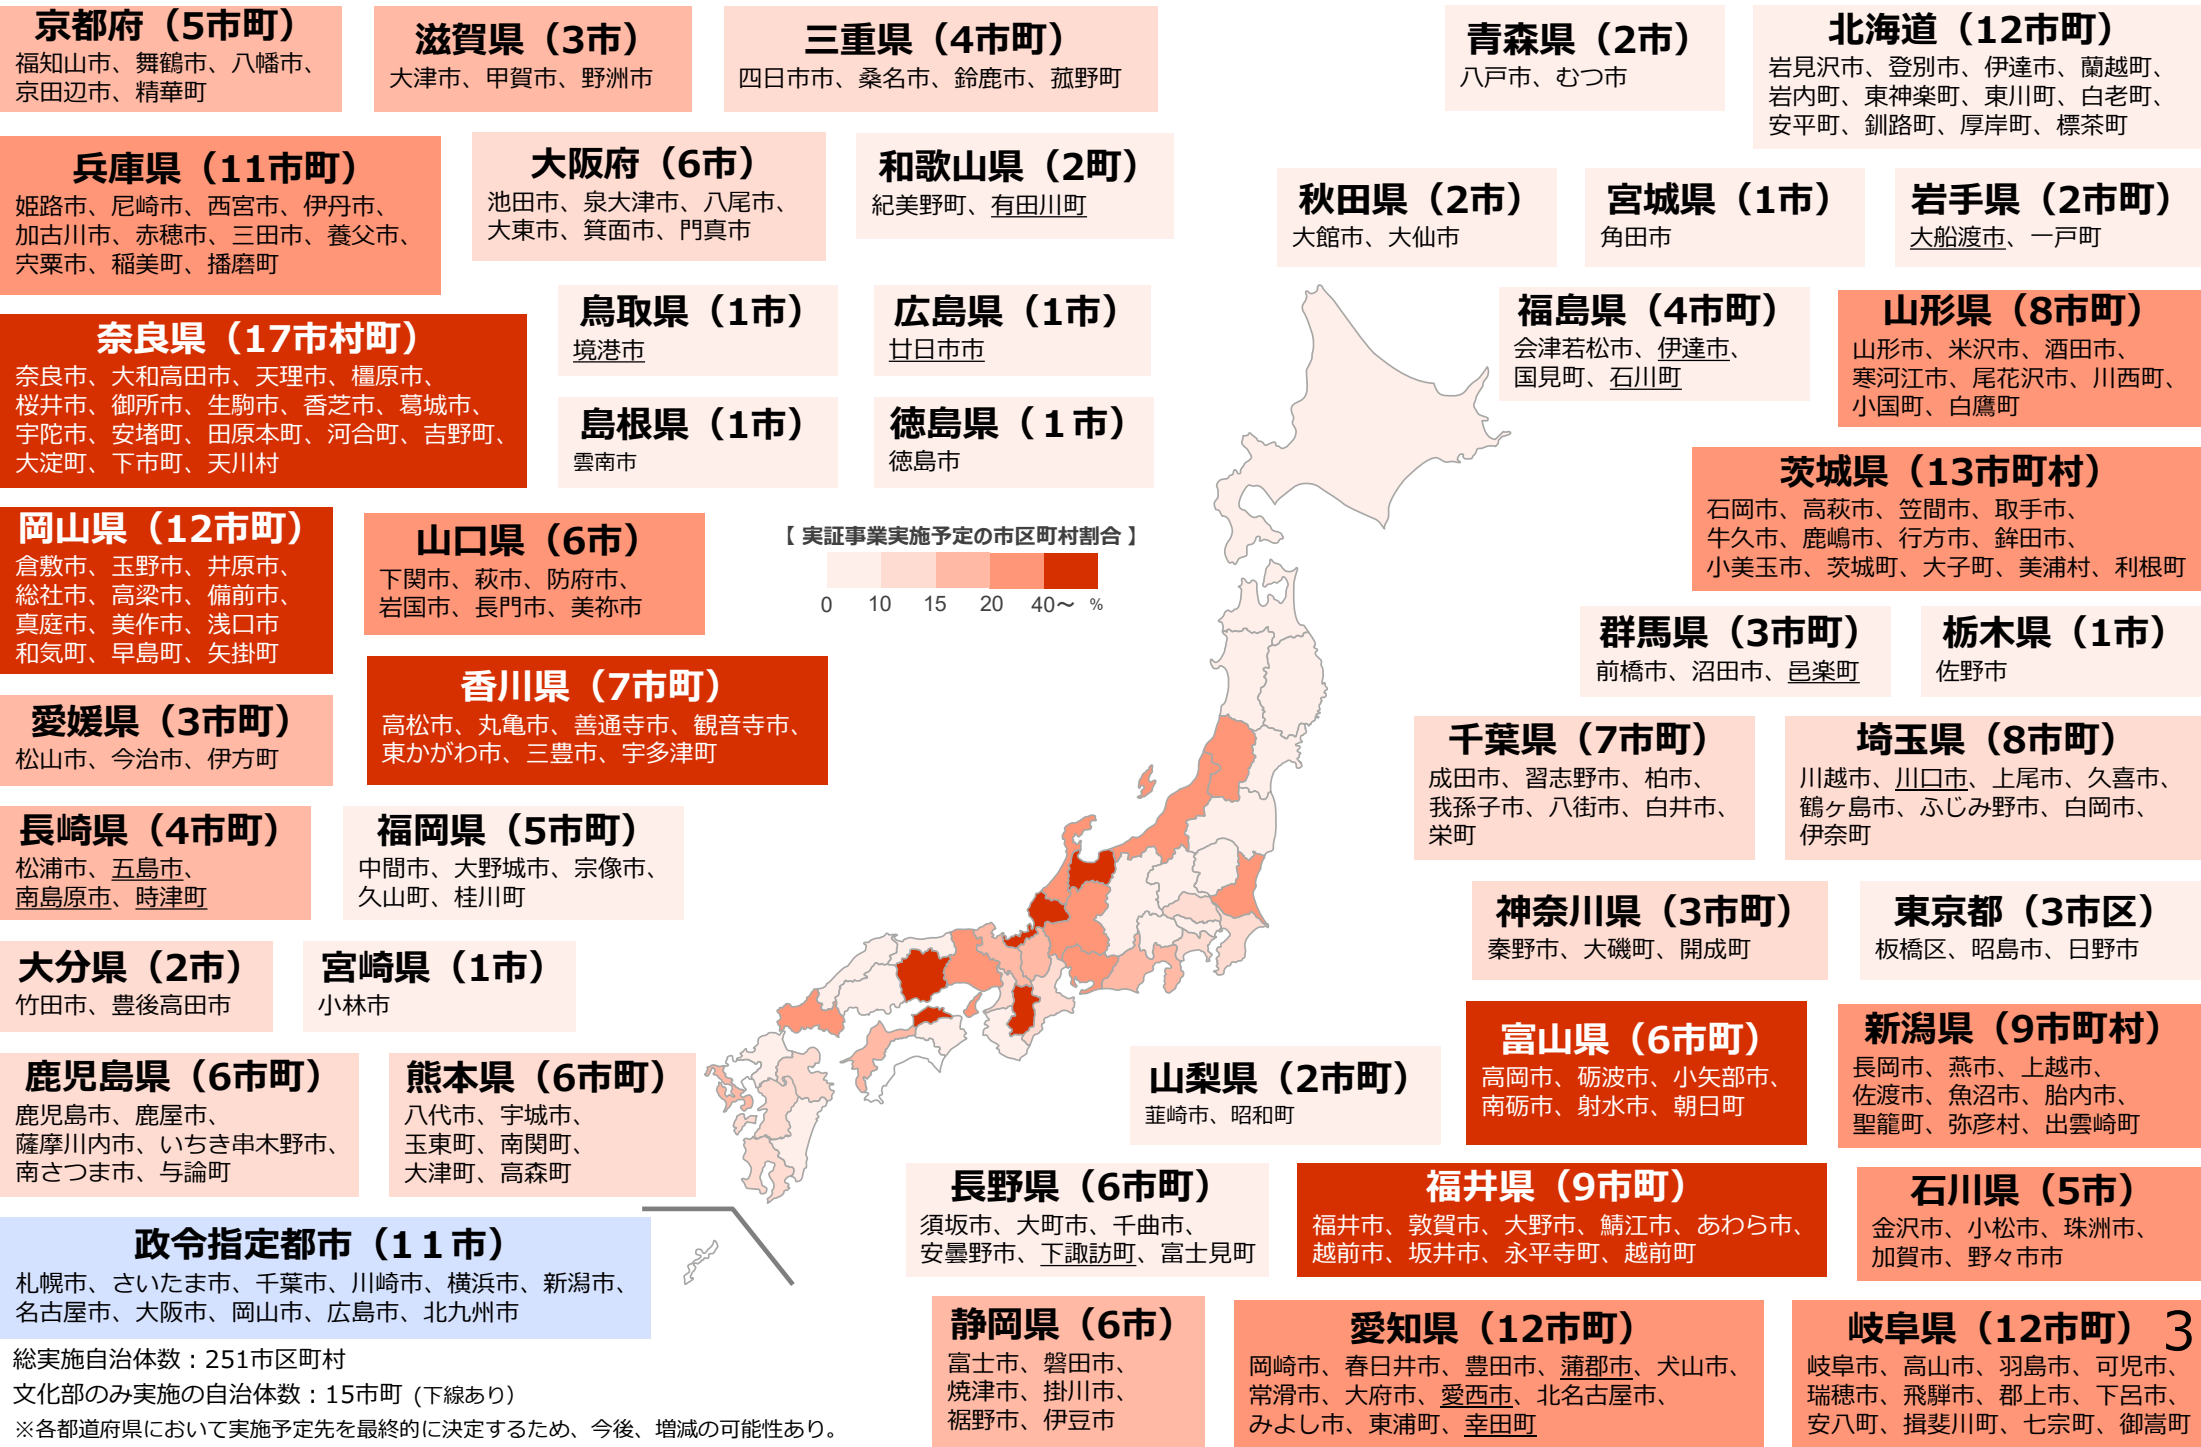 京都府（5市町）
福知山市、舞鶴市、八幡市、
京田辺市、精華町
滋賀県（3市）
大津市、甲賀市、野洲市
三重県（4市町）
四日市市、桑名市、鈴鹿市、菰野町
青森県（2市）
八戸市、むつ市
北海道（12市町）
岩見沢市、登別市、伊達市、蘭越町、
岩内町、東神楽町、東川町、白老町、
安平町、釧路町、厚岸町、標茶町
兵庫県（11市町）
姫路市、尼崎市、西宮市、伊丹市、
加古川市、赤穂市、三田市、養父市、
宍粟市、稲美町、播磨町
大阪府（6市）
池田市、泉大津市、八尾市、
大東市、箕面市、門真市
和歌山県（2町）
紀美野町、有田川町
秋田県（2市）
大館市、大仙市
宮城県（1市）
角田市
岩手県（2市町）
大船渡市、一戸町
奈良県（17市村町）
奈良市、大和高田市、天理市、橿原市、
桜井市、御所市、生駒市、香芝市、葛城市、
宇陀市、安堵町、田原本町、河合町、吉野町、
大淀町、下市町、天川村
鳥取県（1市）
境港市
広島県（1市）
廿日市市
福島県（4市町）
会津若松市、伊達市、
国見町、石川町
山形県（8市町）
山形市、米沢市、酒田市、
寒河江市、尾花沢市、川西町、
小国町、白鷹町
島根県（1市）
雲南市
徳島県（１市）
徳島市
茨城県（13市町村）
石岡市、高萩市、笠間市、取手市、
牛久市、鹿嶋市、行方市、鉾田市、
小美玉市、茨城町、大子町、美浦村、利根町
岡山県（12市町）
倉敷市、玉野市、井原市、
総社市、高梁市、備前市、
真庭市、美作市、浅口市
和気町、早島町、矢掛町
山口県（6市）
下関市、萩市、防府市、
岩国市、長門市、美祢市
【 実証事業実施予定の市区町村割合 】
0 10 15 20 40～ %
群馬県（3市町）
前橋市、沼田市、邑楽町
栃木県（1市）
佐野市
香川県（7市町）
高松市、丸亀市、善通寺市、観音寺市、
東かがわ市、三豊市、宇多津町
愛媛県（3市町）
松山市、今治市、伊方町
千葉県（7市町）
成田市、習志野市、柏市、
我孫子市、八街市、白井市、
栄町
埼玉県（8市町）
川越市、川口市、上尾市、久喜市、
鶴ヶ島市、ふじみ野市、白岡市、
伊奈町
長崎県（4市町）
松浦市、五島市、
南島原市、時津町
福岡県（5市町）
中間市、大野城市、宗像市、
久山町、桂川町
神奈川県（3市町）
秦野市、大磯町、開成町
東京都（3市区）
板橋区、昭島市、日野市
大分県（2市）
竹田市、豊後高田市
宮崎県（1市）
小林市
富山県（6市町）
高岡市、砺波市、小矢部市、
南砺市、射水市、朝日町
新潟県（9市町村）
長岡市、燕市、上越市、
佐渡市、魚沼市、胎内市、
聖籠町、弥彦村、出雲崎町
鹿児島県（6市町）
鹿児島市、鹿屋市、
薩摩川内市、いちき串木野市、
南さつま市、与論町
熊本県（6市町）
八代市、宇城市、
玉東町、南関町、
大津町、高森町
山梨県（2市町）
韮崎市、昭和町
長野県（6市町）
須坂市、大町市、千曲市、
安曇野市、下諏訪町、富士見町
福井県（9市町）
福井市、敦賀市、大野市、鯖江市、あわら市、
越前市、坂井市、永平寺町、越前町
石川県（5市）
金沢市、小松市、珠洲市、
加賀市、野々市市
政令指定都市（１１市）
札幌市、さいたま市、千葉市、川崎市、横浜市、新潟市、
名古屋市、大阪市、岡山市、広島市、北九州市
静岡県（6市）
富士市、磐田市、
焼津市、掛川市、
裾野市、伊豆市
愛知県（12市町）
岡崎市、春日井市、豊田市、蒲郡市、犬山市、
常滑市、大府市、愛西市、北名古屋市、
みよし市、東浦町、幸田町
岐阜県（12市町）
岐阜市、高山市、羽島市、可児市、
瑞穂市、飛騨市、郡上市、下呂市、
安八町、揖斐川町、七宗町、御嵩町
3
総実施自治体数：251市区町村
文化部のみ実施の自治体数：15市町（下線あり）
※各都道府県において実施予定先を最終的に決定するため、今後、増減の可能性あり。